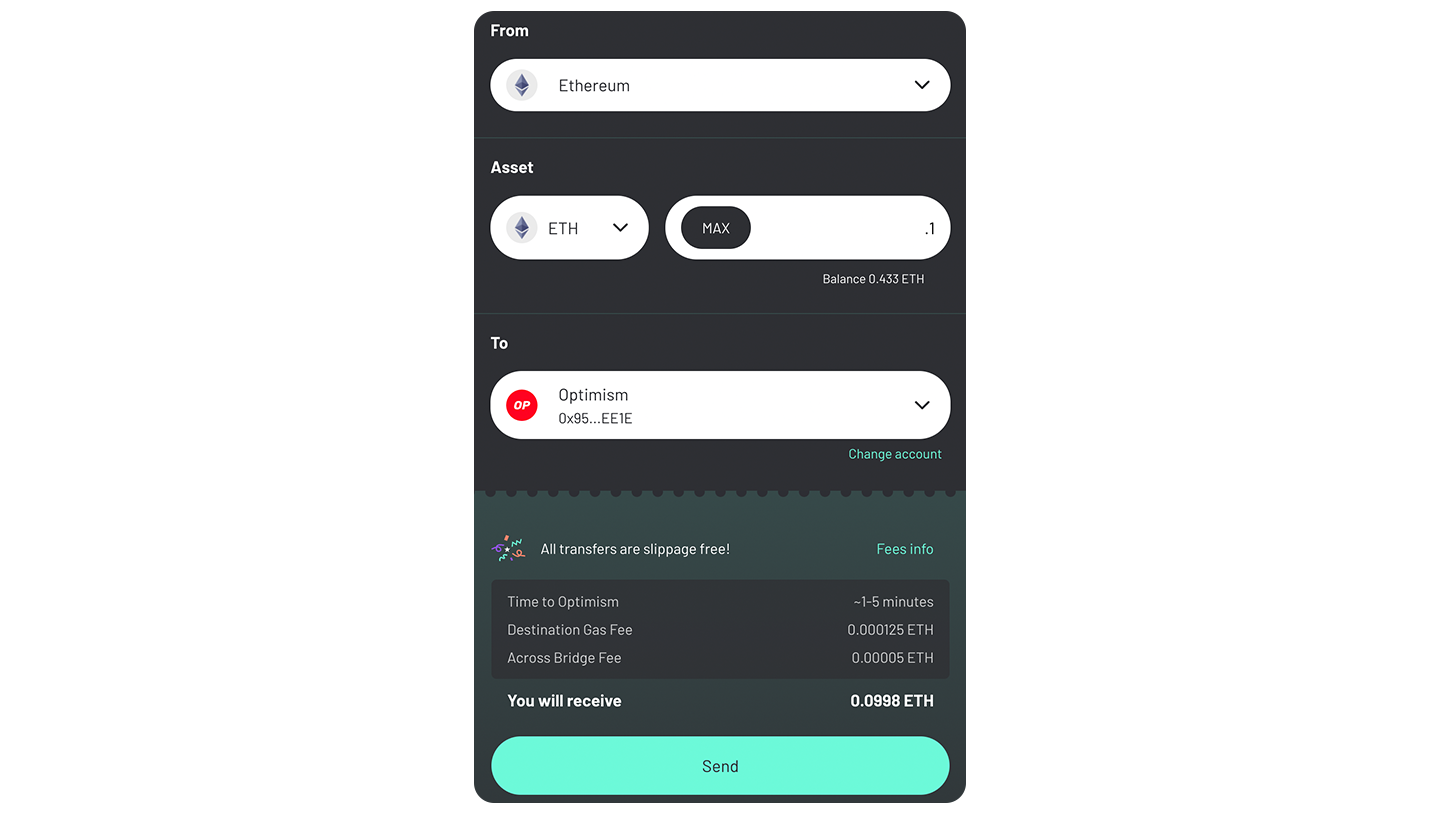 From
Ethereum
Asset
ETH
MAX
.1
Balance 0.433 ETH
To
OP
Optimism
0x95...EE1E
Change account
All transfers are slippage free!
Fees info
Time to Optimism
~1-5 minutes
Destination Gas Fee
0.000125 ETH
Across Bridge Fee
0.00005 ETH
You will receive
0.0998 ETH
Send